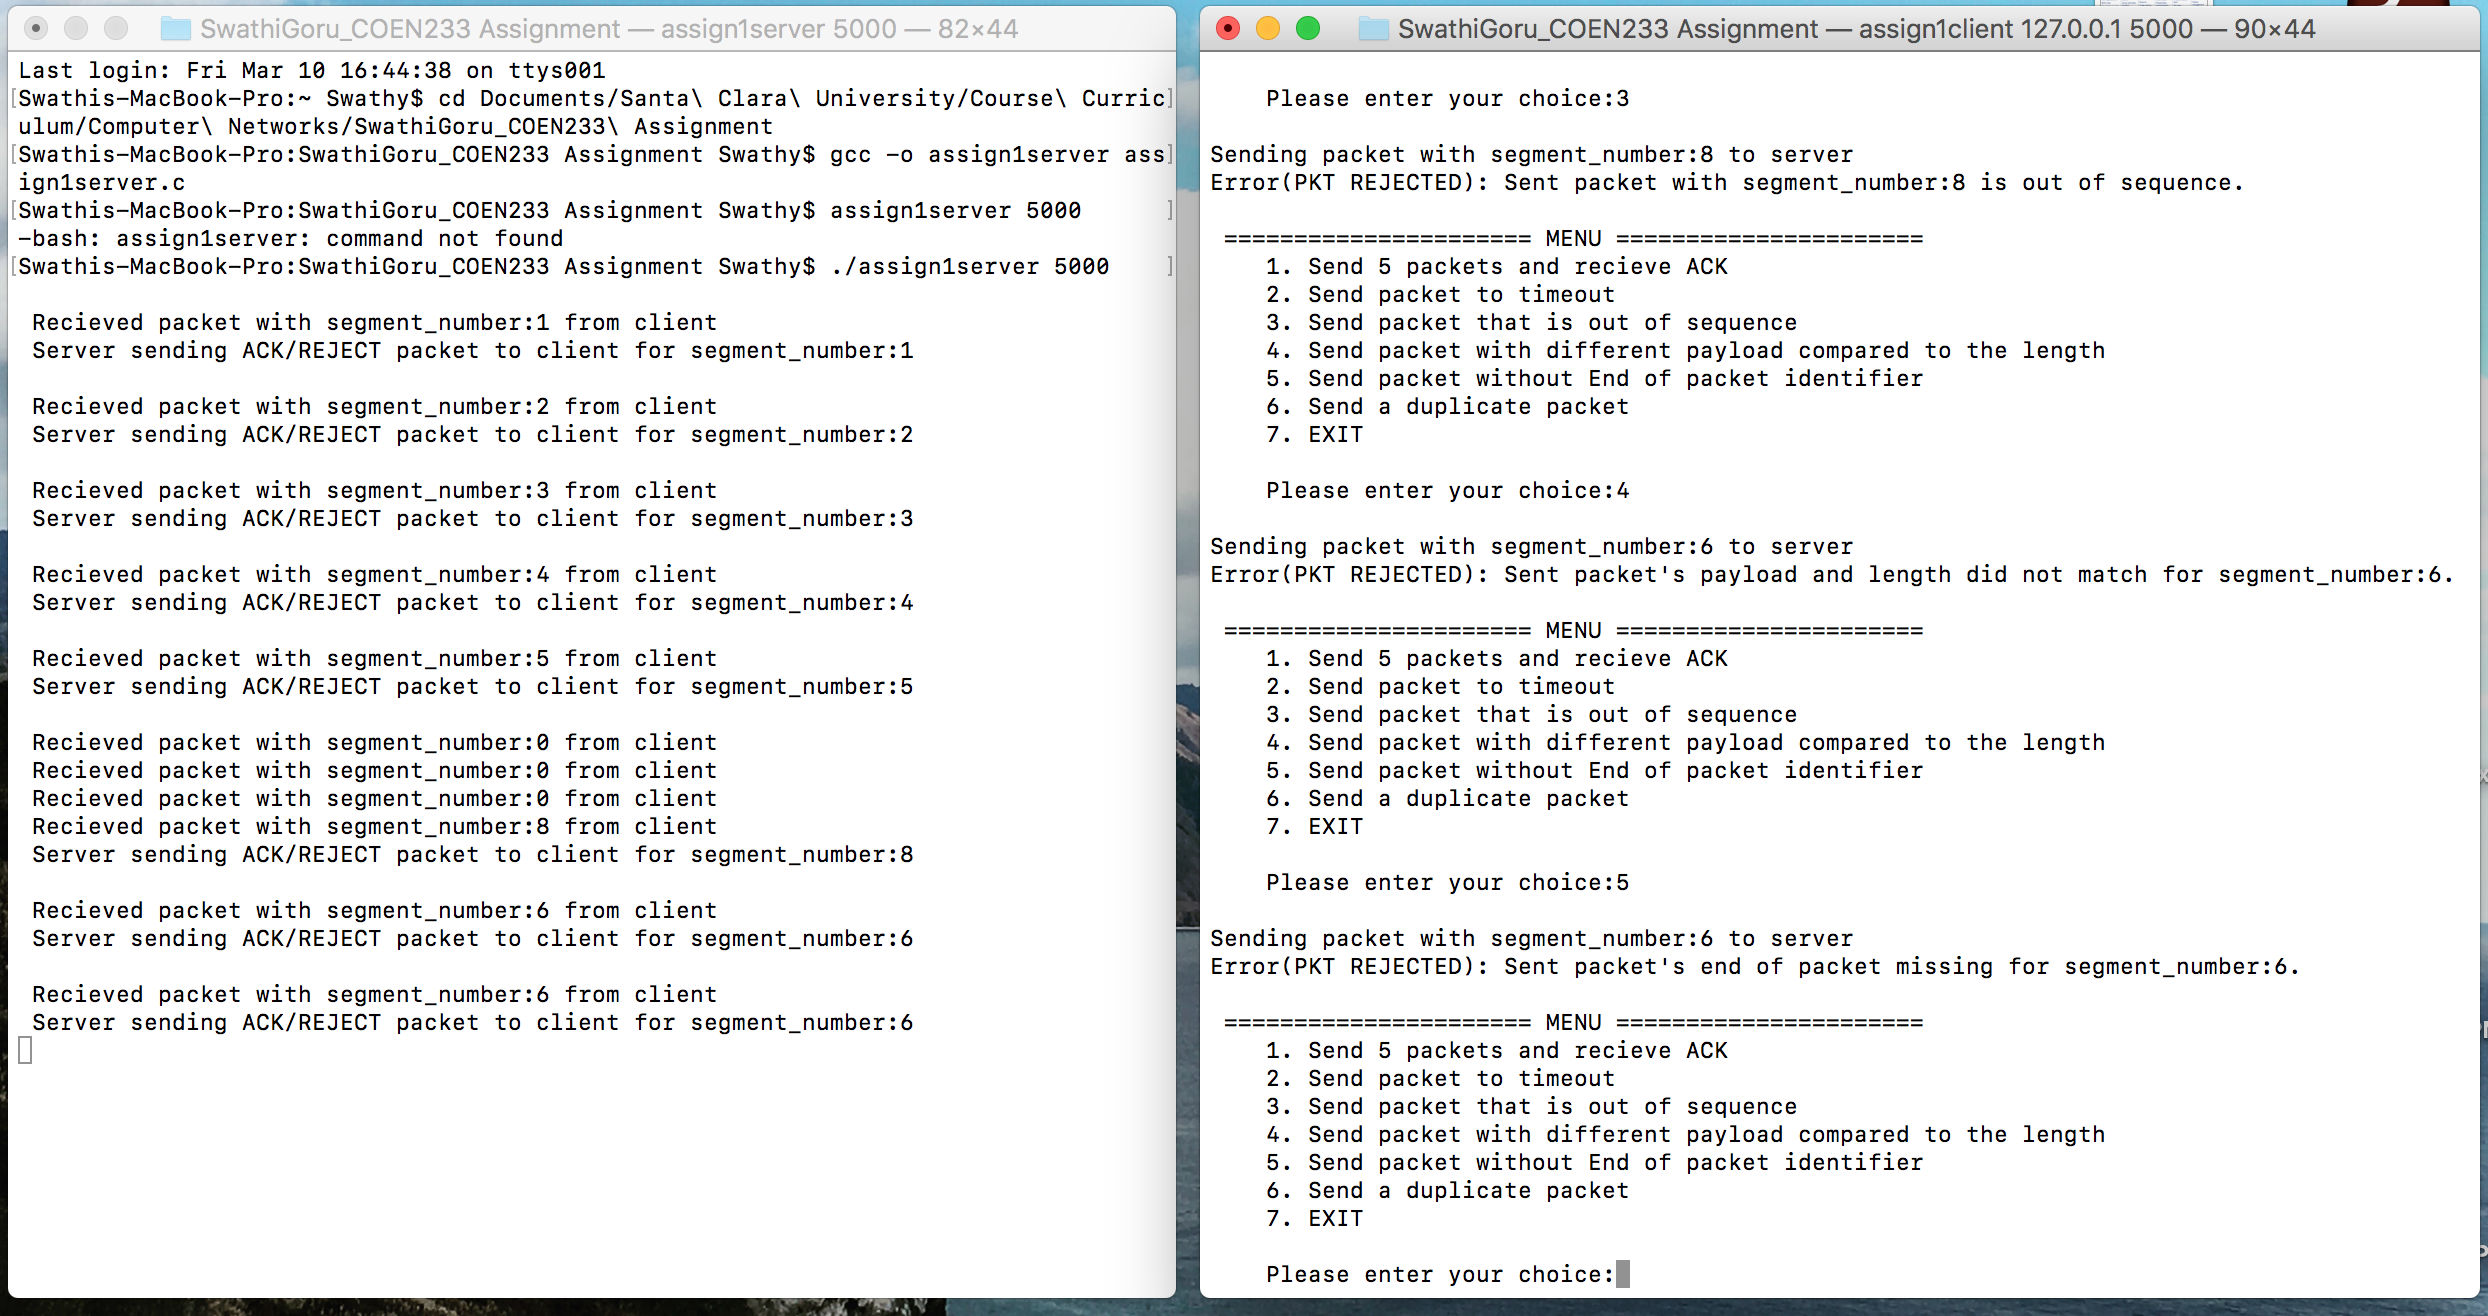 SwathiGoru_COEN233 Assignment — assign1server 5000 — 82×44
Last login: Fri Mar 10 16:44:38 on ttys001
[Swathis-MacBook-Pro:~ Swathy$ cd Documents/Santa\ Clara\ University/Course\ Curric]
ulum/Computer\ Networks/SwathiGoru_COEN233\ Assignment
[Swathis-MacBook-Pro:SwathiGoru_COEN233 Assignment Swathy$ gcc -o assign1server ass]
ign1server.c
[Swathis-MacBook-Pro:SwathiGoru_COEN233 Assignment Swathy$ assign1server 5000 ]
-bash: assign1server: command not found
[Swathis-MacBook-Pro:SwathiGoru_COEN233 Assignment Swathy$ ./assign1server 5000 ]
Recieved packet with segment_number:1 from client
Server sending ACK/REJECT packet to client for segment_number:1
Recieved packet with segment_number:2 from client
Server sending ACK/REJECT packet to client for segment_number:2
Recieved packet with segment_number:3 from client
Server sending ACK/REJECT packet to client for segment_number:3
Recieved packet with segment_number:4 from client
Server sending ACK/REJECT packet to client for segment_number:4
Recieved packet with segment_number:5 from client
Server sending ACK/REJECT packet to client for segment_number:5
Recieved packet with segment_number:0 from client
Recieved packet with segment_number:0 from client
Recieved packet with segment_number:0 from client
Recieved packet with segment_number:8 from client
Server sending ACK/REJECT packet to client for segment_number:8
Recieved packet with segment_number:6 from client
Server sending ACK/REJECT packet to client for segment_number:6
Recieved packet with segment_number:6 from client
Server sending ACK/REJECT packet to client for segment_number:6
SwathiGoru_COEN233 Assignment — assign1client 127.0.0.1 5000 — 90×44
Please enter your choice:3
Sending packet with segment_number:8 to server
Error(PKT REJECTED): Sent packet with segment_number:8 is out of sequence.
====================== MENU ======================
1. Send 5 packets and recieve ACK
2. Send packet to timeout
3. Send packet that is out of sequence
4. Send packet with different payload compared to the length
5. Send packet without End of packet identifier
6. Send a duplicate packet
7. EXIT
Please enter your choice:4
Sending packet with segment_number:6 to server
Error(PKT REJECTED): Sent packet's payload and length did not match for segment_number:6.
====================== MENU ======================
1. Send 5 packets and recieve ACK
2. Send packet to timeout
3. Send packet that is out of sequence
4. Send packet with different payload compared to the length
5. Send packet without End of packet identifier
6. Send a duplicate packet
7. EXIT
Please enter your choice:5
Sending packet with segment_number:6 to server
Error(PKT REJECTED): Sent packet's end of packet missing for segment_number:6.
====================== MENU ======================
1. Send 5 packets and recieve ACK
2. Send packet to timeout
3. Send packet that is out of sequence
4. Send packet with different payload compared to the length
5. Send packet without End of packet identifier
6. Send a duplicate packet
7. EXIT
Please enter your choice: